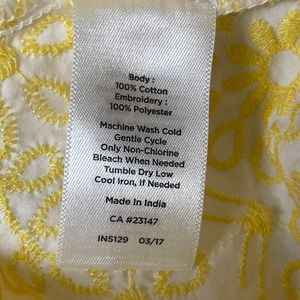 Body :
100% Cotton
Embroidery :
100% Polyester
Machine Wash Cold
Gentle Cycle
Only Non-Chlorine
Bleach When Needed
Tumble Dry Low
Cool Iron, if Needed
Made In India
CA #23147
IN5129 03/17